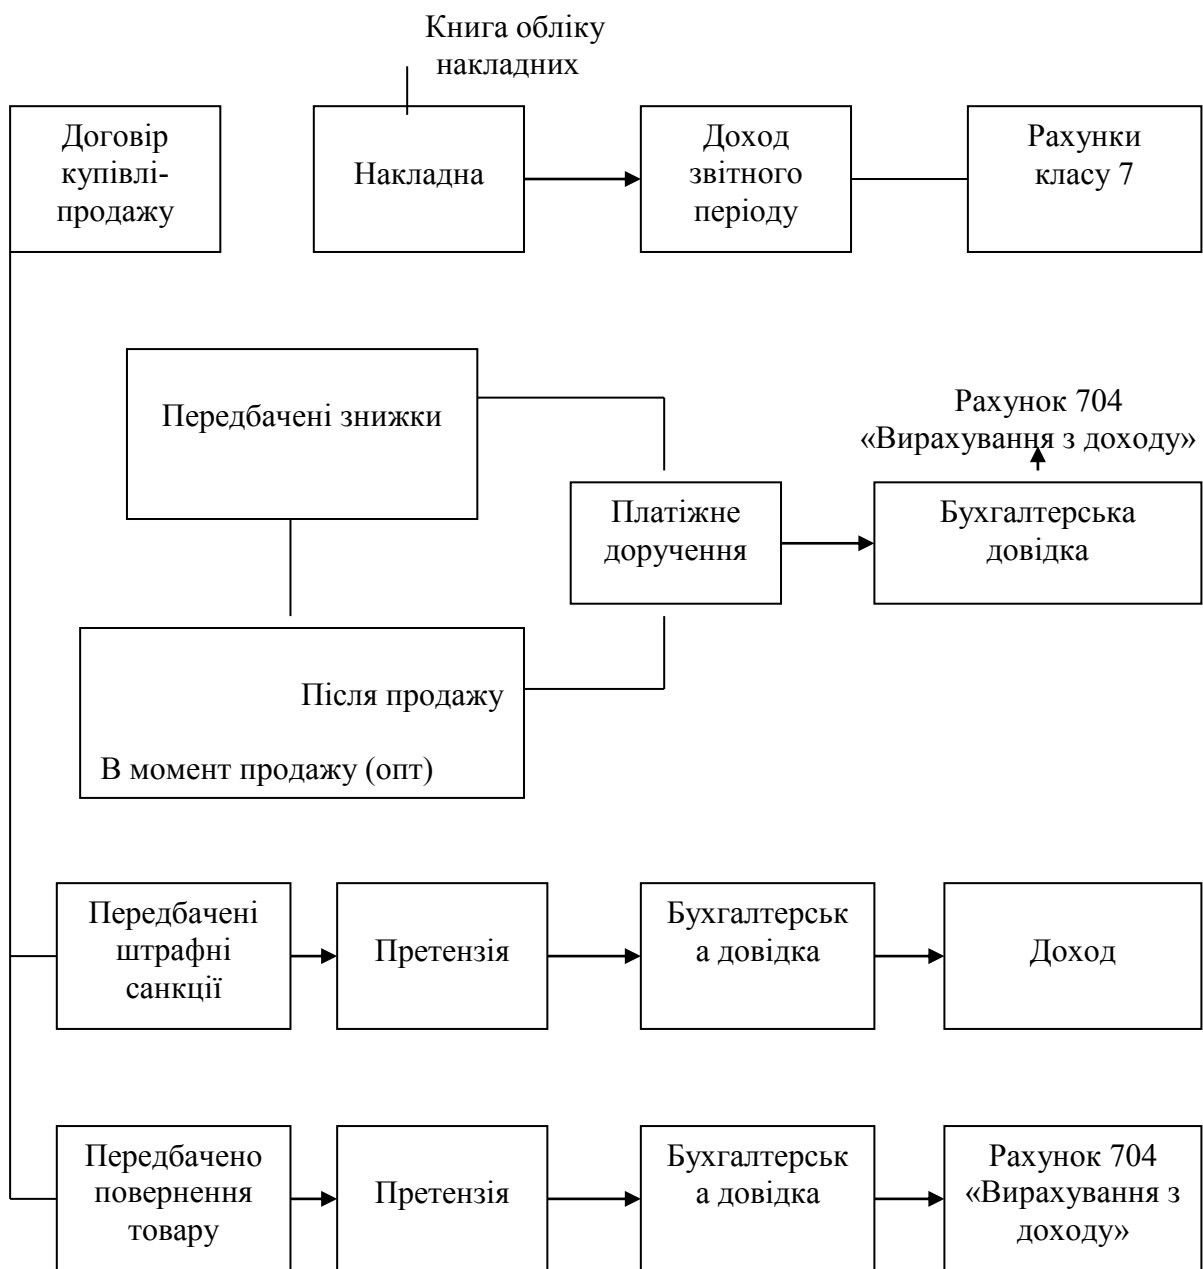 Книга обліку
накладних
Договір
купівлі-
продажу
Накладна
Доход
звітного
періоду
Рахунки
класу 7
Передбачені знижки
Рахунок 704
«Вирахування з доходу»
Платіжне
доручення
Бухгалтерська
довідка
Після продажу
В момент продажу (опт)
Передбачені
штрафні
санкції
Претензія
Бухгалтерськ
а довідка
Доход
Передбачено
повернення
товару
Претензія
Бухгалтерськ
а довідка
Рахунок 704
«Вирахування з
доходу»